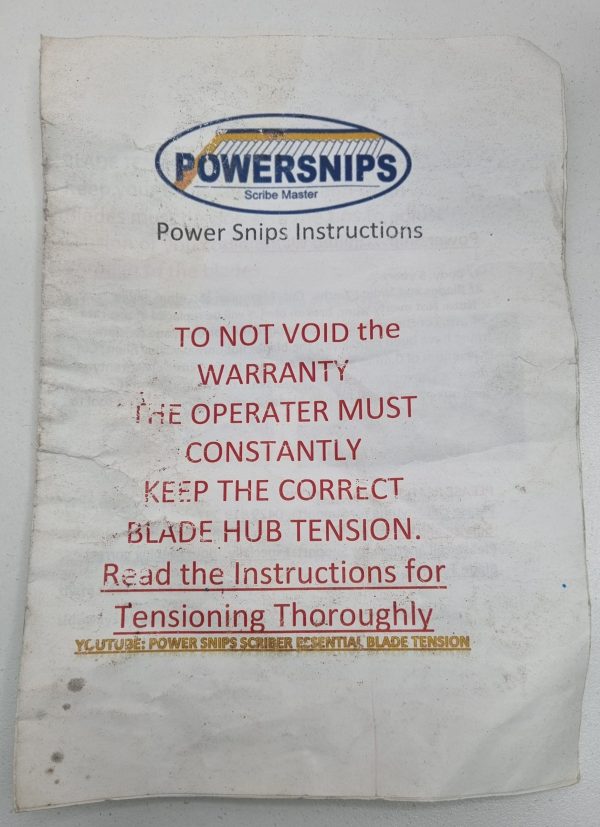 POWERSNIPS
Scribe Master
Power Snips Instructions
TO NOT VOID the
WARRANTY
THE OPERATER MUST
CONSTANTLY
KEEP THE CORRECT
BLADE HUB TENSION.
Read the Instructions for
Tensioning Thoroughly
YOUTUBE: POWER SNIPS SCRIBER ECSENTIAL BLADE TENSION